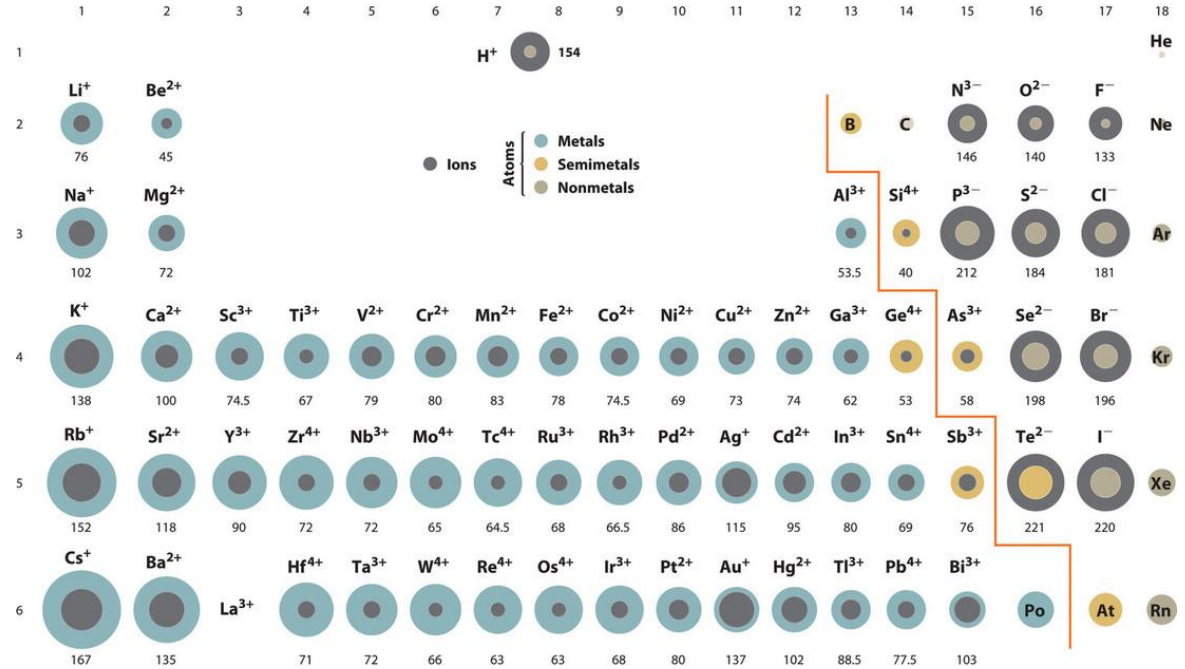 1 2 3 4 5 6 7 8 9 10 11 12 13 14 15 16 17 18
1 H⁺ 154 He
Li⁺ Be²⁺ N³⁻ O²⁻ F⁻
2 B C Ne
76 45 146 140 133
Ions
Atoms
Metals
Semimetals
Nonmetals
Na⁺ Mg²⁺ Al³⁺ Si⁴⁺ P³⁻ S²⁻ Cl⁻
3 Ar
102 72 53.5 40 212 184 181
K⁺ Ca²⁺ Sc³⁺ Ti³⁺ V²⁺ Cr²⁺ Mn²⁺ Fe²⁺ Co²⁺ Ni²⁺ Cu²⁺ Zn²⁺ Ga³⁺ Ge⁴⁺ As³⁺ Se²⁻ Br⁻
4 Kr
138 100 74.5 67 79 80 83 78 74.5 69 73 74 62 53 58 198 196
Rb⁺ Sr²⁺ Y³⁺ Zr⁴⁺ Nb³⁺ Mo⁴⁺ Tc⁴⁺ Ru³⁺ Rh³⁺ Pd²⁺ Ag⁺ Cd²⁺ In³⁺ Sn⁴⁺ Sb³⁺ Te²⁻ I⁻
5 Xe
152 118 90 72 72 65 64.5 68 66.5 86 115 95 80 69 76 221 220
Cs⁺ Ba²⁺ Hf⁴⁺ Ta³⁺ W⁴⁺ Re⁴⁺ Os⁴⁺ Ir³⁺ Pt²⁺ Au⁺ Hg²⁺ Tl³⁺ Pb⁴⁺ Bi³⁺
6 La³⁺ Po At Rn
167 135 71 72 66 63 63 68 80 137 102 88.5 77.5 103